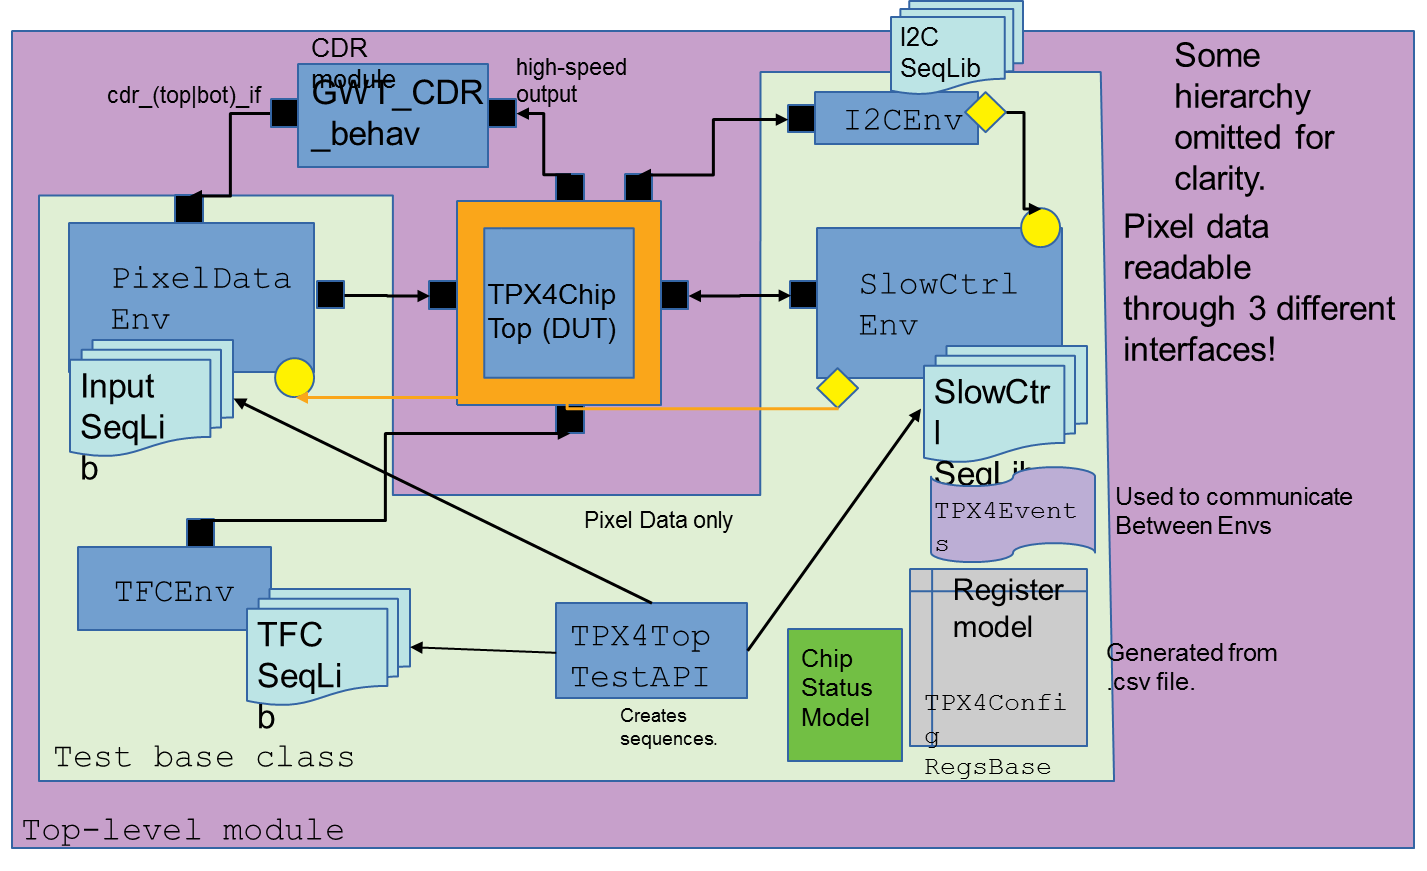 CDR
module
GWT_CDR
_behav
cdr_(top|bot)_if
high-speed
output
I2C
SeqLib
I2CEnv
Some
hierarchy
omitted for
clarity.
Pixel data
readable
through 3 different
interfaces!
PixelData
Env
TPX4Chip
Top (DUT)
SlowCtrl
Env
Input
SeqLi
b
SlowCtr
l
SeqLib
TPX4Event
s
Used to communicate
Between Envs
Pixel Data only
TFCEnv
TFC
SeqLi
b
TPX4Top
TestAPI
Creates
sequences.
Chip
Status
Model
Register
model
TPX4Confi
g
RegsBase
Generated from
.csv file.
Test base class
Top-level module